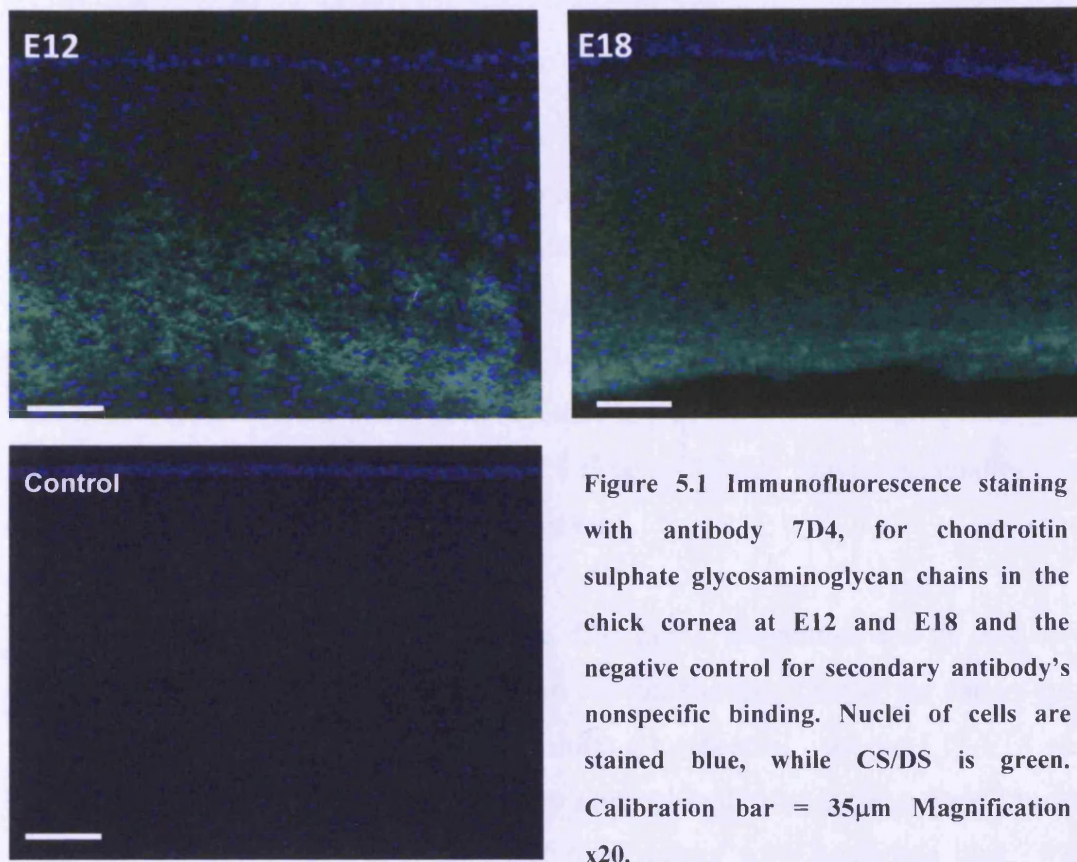 E12
E18
Control
Figure 5.1 Immunofluorescence staining
with antibody 7D4, for chondroitin
sulphate glycosaminoglycan chains in the
chick cornea at E12 and E18 and the
negative control for secondary antibody's
nonspecific binding. Nuclei of cells are
stained blue, while CS/DS is green.
Calibration bar = 35μm Magnification
x20.